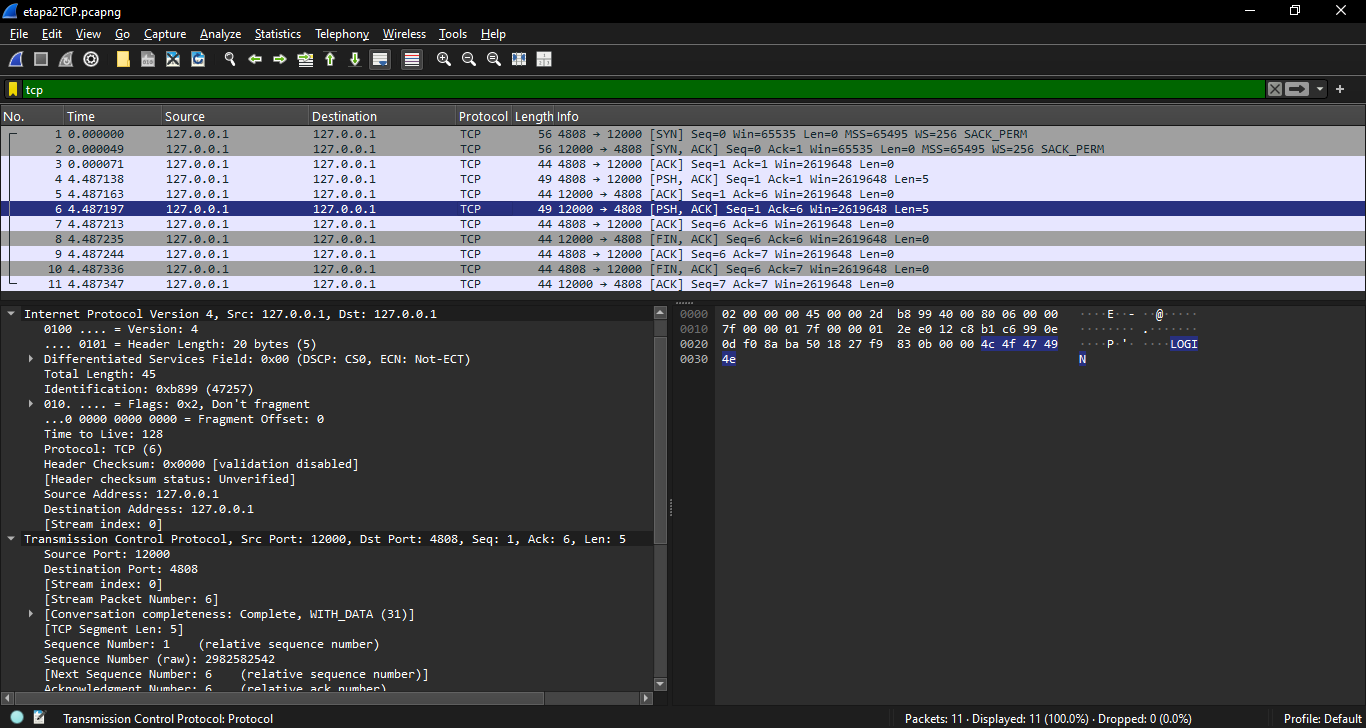 etapa2TCP.pcapng
File Edit View Go Capture Analyze Statistics Telephony Wireless Tools Help
tcp
No. Time Source Destination Protocol Length Info
1 0.000000 127.0.0.1 127.0.0.1 TCP 56 4808 → 12000 [SYN] Seq=0 Win=65535 Len=0 MSS=65495 WS=256 SACK_PERM
2 0.000049 127.0.0.1 127.0.0.1 TCP 56 12000 → 4808 [SYN, ACK] Seq=0 Ack=1 Win=65535 Len=0 MSS=65495 WS=256 SACK_PERM
3 0.000071 127.0.0.1 127.0.0.1 TCP 44 4808 → 12000 [ACK] Seq=1 Ack=1 Win=2619648 Len=0
4 4.487138 127.0.0.1 127.0.0.1 TCP 49 4808 → 12000 [PSH, ACK] Seq=1 Ack=1 Win=2619648 Len=5
5 4.487163 127.0.0.1 127.0.0.1 TCP 44 12000 → 4808 [ACK] Seq=1 Ack=6 Win=2619648 Len=0
6 4.487197 127.0.0.1 127.0.0.1 TCP 49 12000 → 4808 [PSH, ACK] Seq=1 Ack=6 Win=2619648 Len=5
7 4.487213 127.0.0.1 127.0.0.1 TCP 44 4808 → 12000 [ACK] Seq=6 Ack=6 Win=2619648 Len=0
8 4.487235 127.0.0.1 127.0.0.1 TCP 44 12000 → 4808 [FIN, ACK] Seq=6 Ack=6 Win=2619648 Len=0
9 4.487244 127.0.0.1 127.0.0.1 TCP 44 4808 → 12000 [ACK] Seq=6 Ack=7 Win=2619648 Len=0
10 4.487336 127.0.0.1 127.0.0.1 TCP 44 4808 → 12000 [FIN, ACK] Seq=6 Ack=7 Win=2619648 Len=0
11 4.487347 127.0.0.1 127.0.0.1 TCP 44 12000 → 4808 [ACK] Seq=7 Ack=7 Win=2619648 Len=0
Internet Protocol Version 4, Src: 127.0.0.1, Dst: 127.0.0.1
0100 .... = Version: 4
.... 0101 = Header Length: 20 bytes (5)
Differentiated Services Field: 0x00 (DSCP: CS0, ECN: Not-ECT)
Total Length: 45
Identification: 0xb899 (47257)
010. .... = Flags: 0x2, Don't fragment
...0 0000 0000 0000 = Fragment Offset: 0
Time to Live: 128
Protocol: TCP (6)
Header Checksum: 0x0000 [validation disabled]
[Header checksum status: Unverified]
Source Address: 127.0.0.1
Destination Address: 127.0.0.1
[Stream index: 0]
Transmission Control Protocol, Src Port: 12000, Dst Port: 4808, Seq: 1, Ack: 6, Len: 5
Source Port: 12000
Destination Port: 4808
[Stream index: 0]
[Stream Packet Number: 6]
[Conversation completeness: Complete, WITH_DATA (31)]
[TCP Segment Len: 5]
Sequence Number: 1 (relative sequence number)
Sequence Number (raw): 2982582542
[Next Sequence Number: 6 (relative sequence number)]
Acknowledgment Number: 6 (relative ack number)
0000 02 00 00 00 45 00 00 2d b8 99 40 00 80 06 00 00 ····E··- ··@·····
0010 7f 00 00 01 7f 00 00 01 2e e0 12 c8 b1 c6 99 0e ········ .·······
0020 0d f0 8a ba 50 18 27 f9 83 0b 00 00 4c 4f 47 49 ····P·'· ····LOGI
0030 4e N
Transmission Control Protocol: Protocol
Packets: 11 · Displayed: 11 (100.0%) · Dropped: 0 (0.0%)
Profile: Default